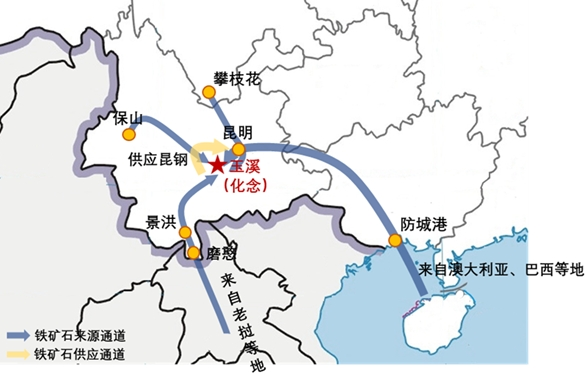 攀枝花
保山
昆明
供应昆钢
玉溪
(化念)
景洪
防城港
磨憨
来自澳大利亚、巴西等地
来自老挝等地
铁矿石来源通道
铁矿石供应通道